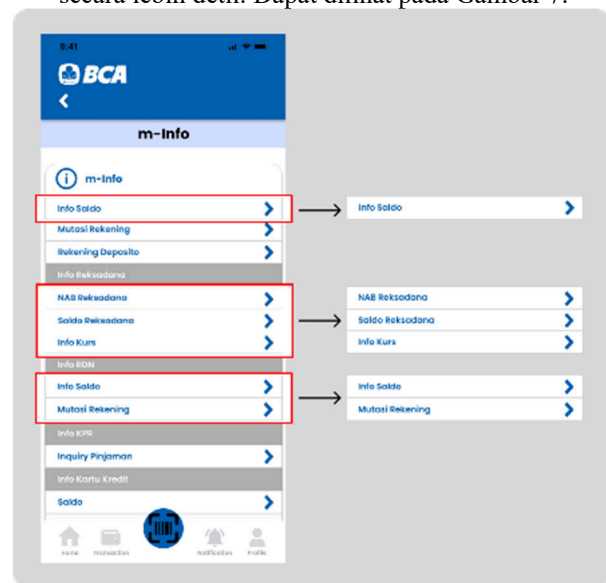 secara lebih detil. Dapat dilihat pada Gambar 7.
9:41
BCA
m-Info
m-Info
Info Saldo
Mutasi Rekening
Rekening Deposito
Info Reksadana
NAB Reksadana
Saldo Reksadana
Info Kurs
Info RDN
Info Saldo
Mutasi Rekening
Info KPR
Inquiry Pinjaman
Info Kartu Kredit
Saldo
Home Transaction Notification Profile
Info Saldo
NAB Reksadana
Saldo Reksadana
Info Kurs
Info Saldo
Mutasi Rekening